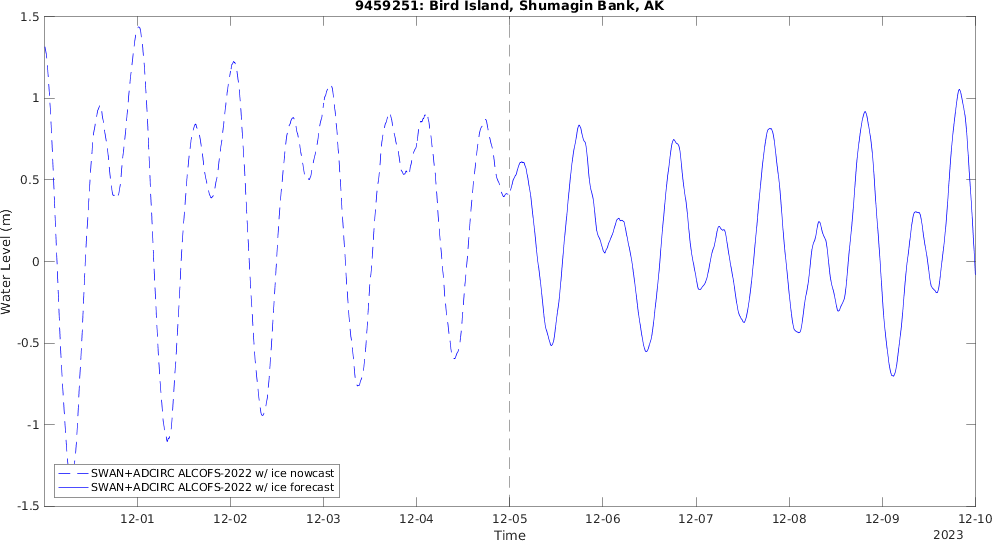 9459251: Bird Island, Shumagin Bank, AK
Water Level (m)
1.5
1
0.5
0
-0.5
-1
-1.5
SWAN+ADCIRC ALCOFS-2022 w/ ice nowcast
SWAN+ADCIRC ALCOFS-2022 w/ ice forecast
12-01 12-02 12-03 12-04 12-05 12-06 12-07 12-08 12-09 12-10
Time
2023